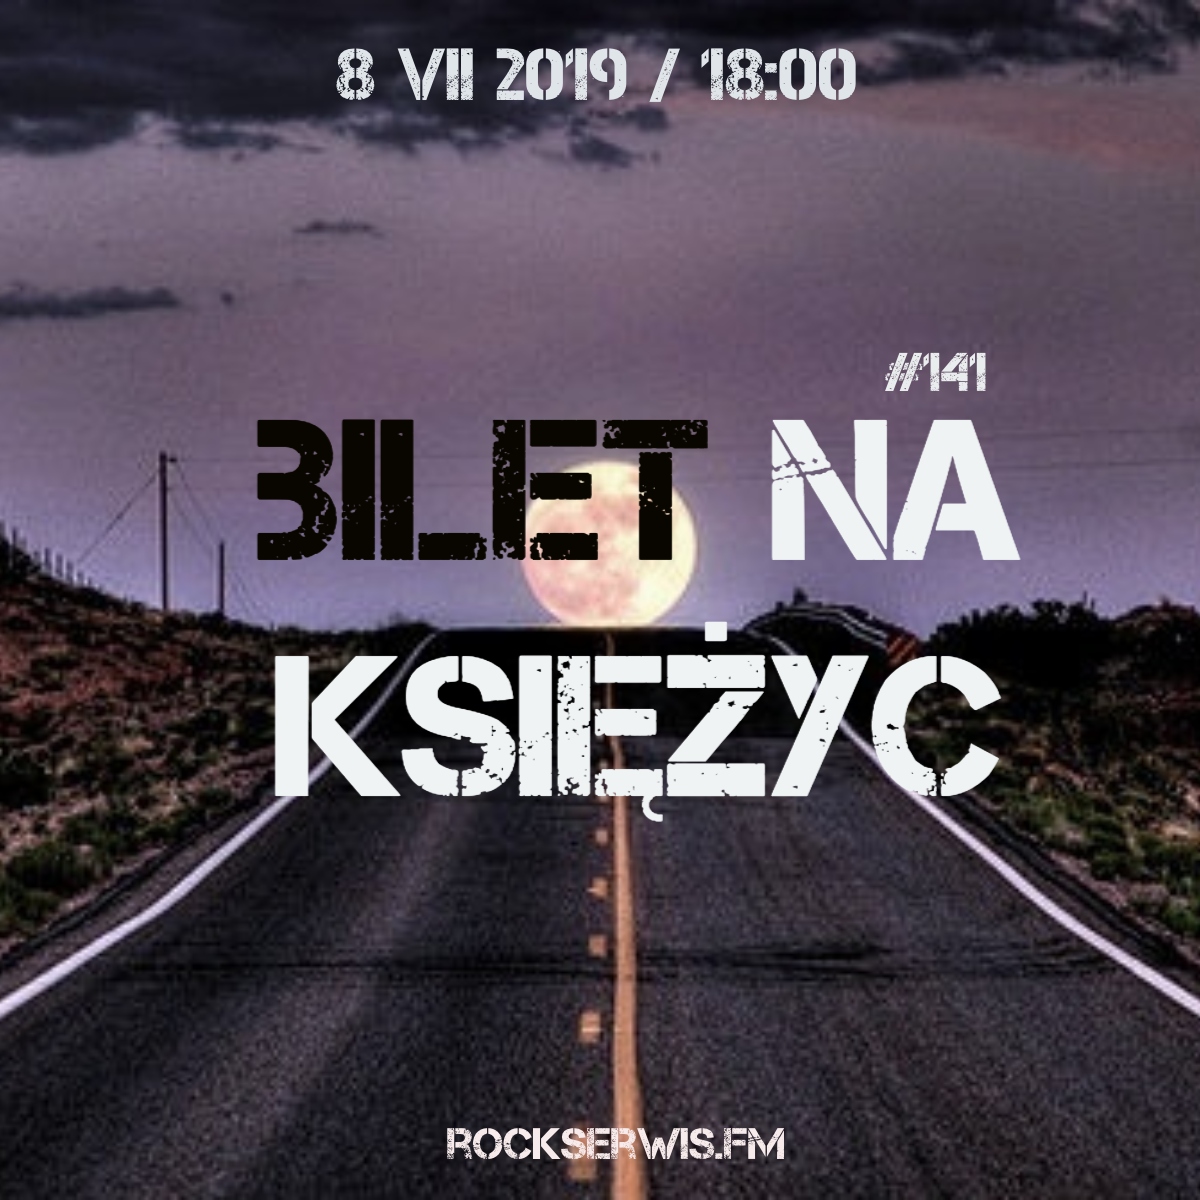 8 VII 2019 / 18:00
#141
BILET NA
KSIĘŻYC
ROCKSERWIS.FM